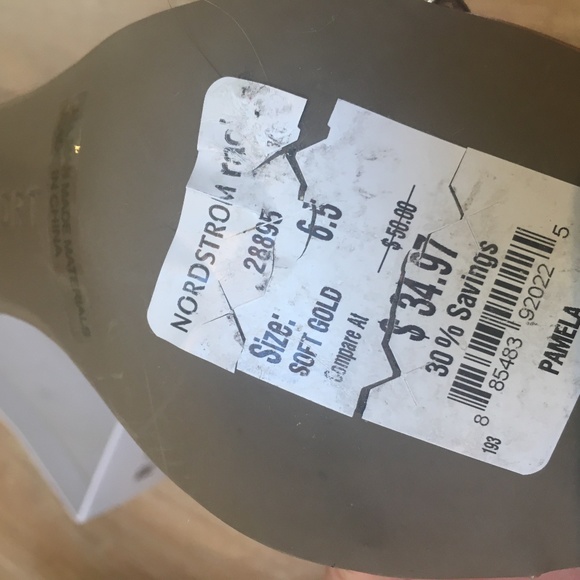 NORDSTROM rack
28895
Size: 6.5
SOFT GOLD
Compare At $ 50.00
$ 34.97
30% Savings
8 85483 92022 5
193 PAMELA